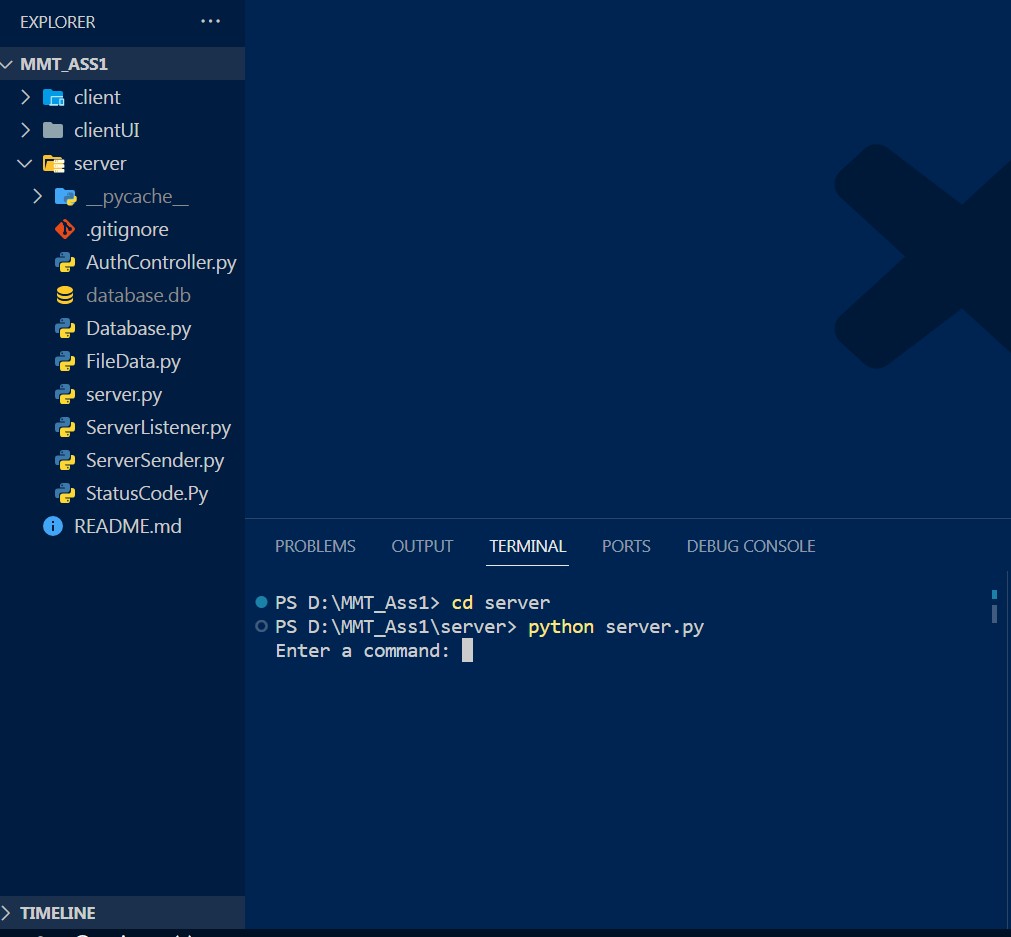 EXPLORER
MMT_ASS1
client
clientUI
server
__pycache__
.gitignore
AuthController.py
database.db
Database.py
FileData.py
server.py
ServerListener.py
ServerSender.py
StatusCode.Py
README.md
TIMELINE
PROBLEMS OUTPUT TERMINAL PORTS DEBUG CONSOLE
PS D:\MMT_Ass1> cd server
PS D:\MMT_Ass1\server> python server.py
Enter a command: